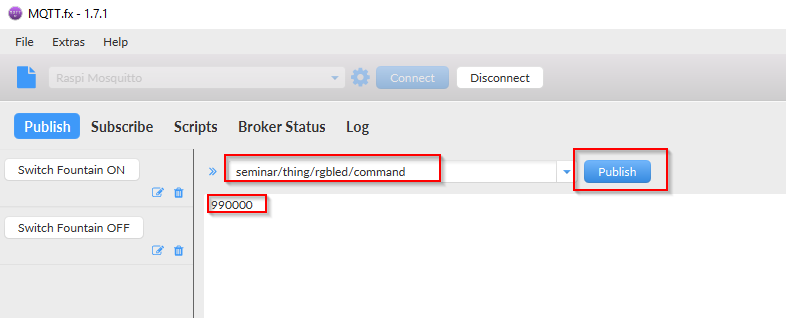 MQTT.fx - 1.7.1
File Extras Help
Raspi Mosquitto Connect Disconnect
Publish Subscribe Scripts Broker Status Log
Switch Fountain ON
seminar/thing/rgbled/command Publish
990000
Switch Fountain OFF